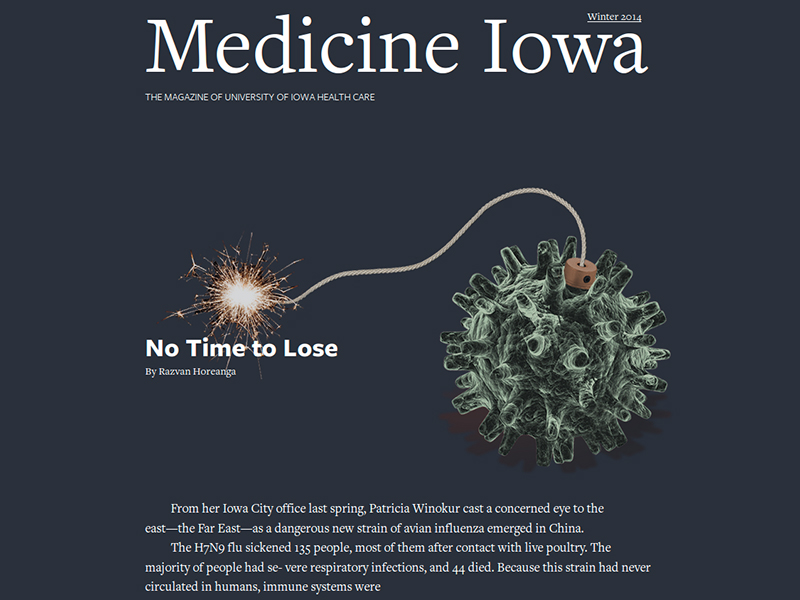 Winter 2014
Medicine Iowa
THE MAGAZINE OF UNIVERSITY OF IOWA HEALTH CARE
No Time to Lose
By Razvan Horeanga
From her Iowa City office last spring, Patricia Winokur cast a concerned eye to the
east—the Far East—as a dangerous new strain of avian influenza emerged in China.
The H7N9 flu sickened 135 people, most of them after contact with live poultry. The
majority of people had se- vere respiratory infections, and 44 died. Because this strain had never
circulated in humans, immune systems were